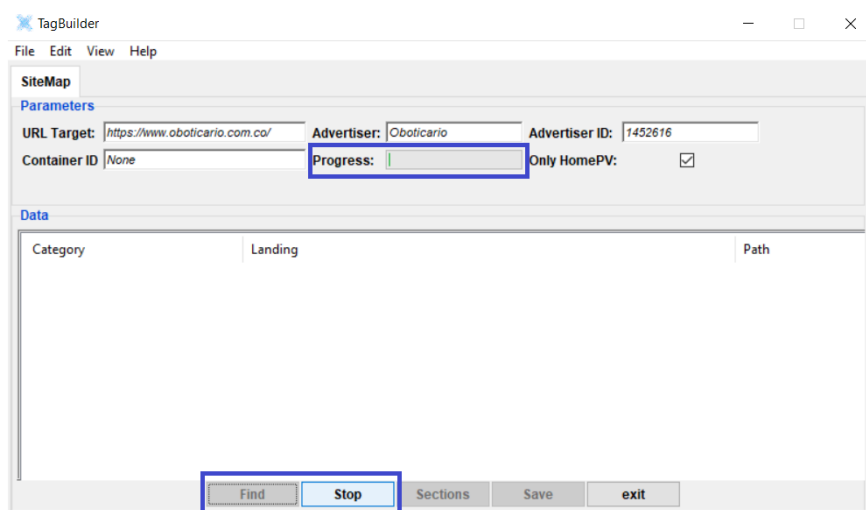 TagBuilder
File Edit View Help
SiteMap
Parameters
URL Target: https://www.oboticario.com.co/ Advertiser: Oboticario Advertiser ID: 1452616
Container ID None Progress: Only HomePV:
Data
Category Landing Path
Find Stop Sections Save exit